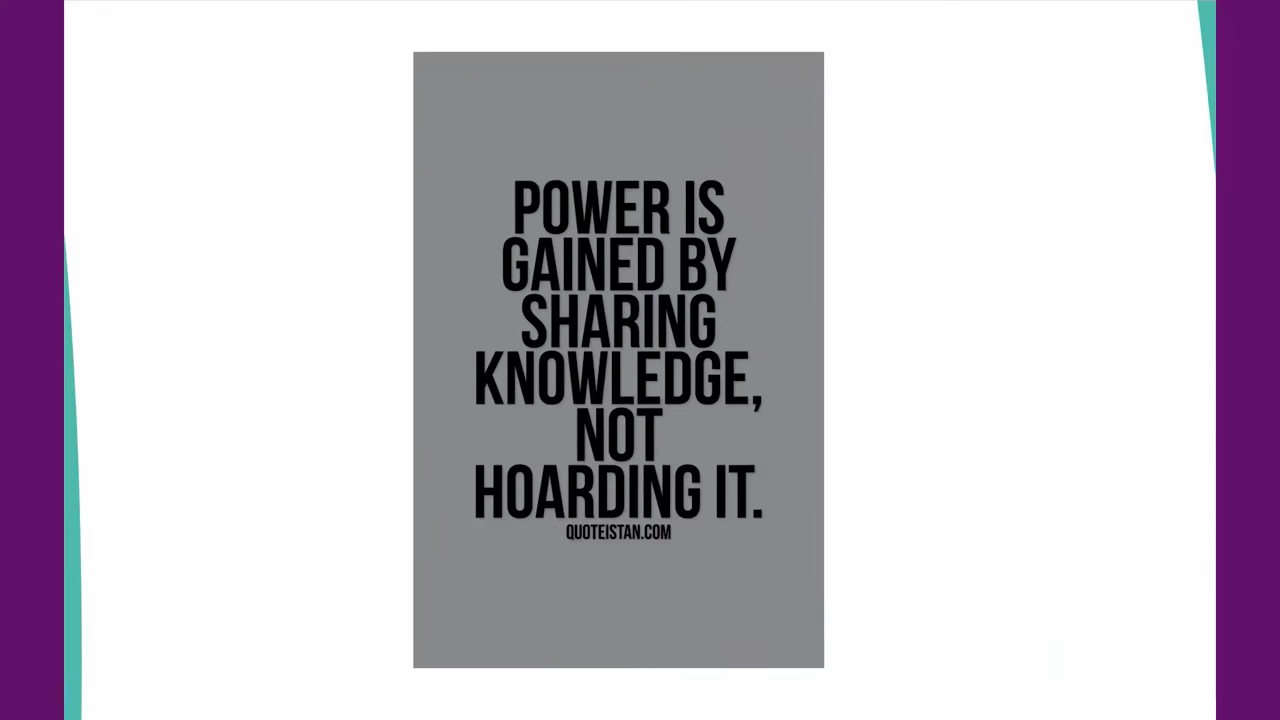 POWER IS
GAINED BY
SHARING
KNOWLEDGE,
NOT
HOARDING IT.
QUOTEISTAN.COM